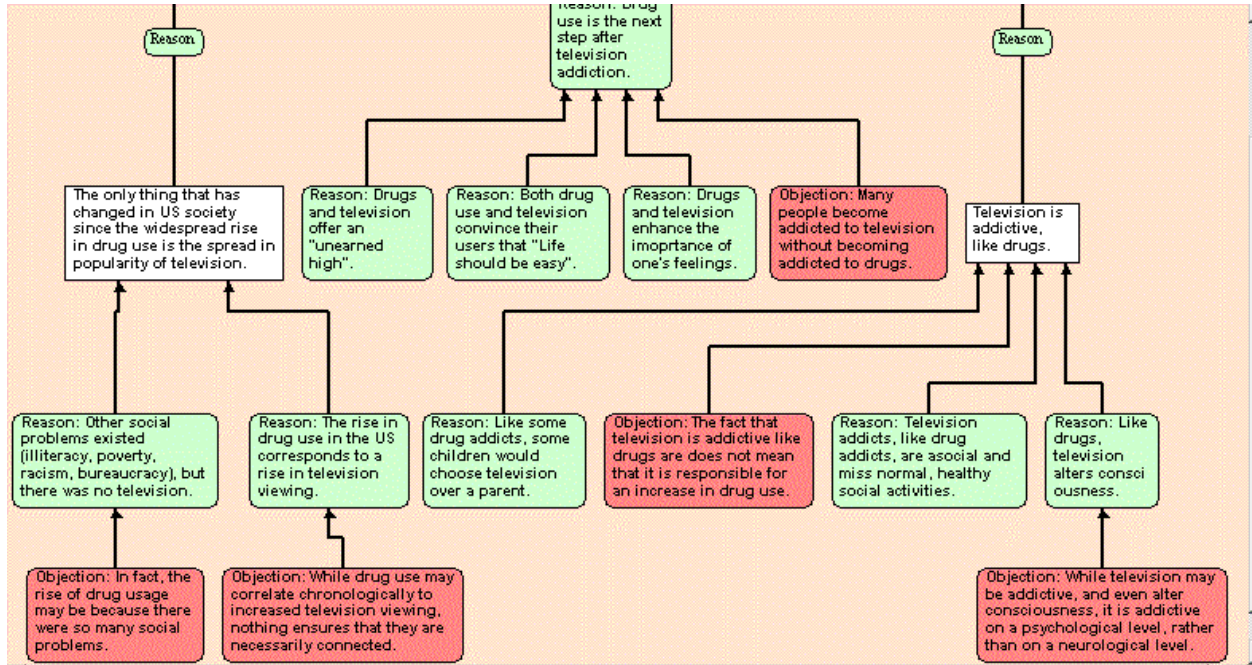 Reason: Drug
use is the next
step after
television
addiction.
Reason
Reason
The only thing that has
changed in US society
since the widespread rise
in drug use is the spread in
popularity of television.
Reason: Drugs
and television
offer an
"unearned
high".
Reason: Both drug
use and television
convince their
users that "Life
should be easy".
Reason: Drugs
and television
enhance the
imoprtance of
one's feelings.
Objection: Many
people become
addicted to television
without becoming
addicted to drugs.
Television is
addictive,
like drugs.
Reason: Other social
problems existed
(illiteracy, poverty,
racism, bureaucracy), but
there was no television.
Reason: The rise in
drug use in the US
corresponds to a
rise in television
viewing.
Reason: Like some
drug addicts, some
children would
choose television
over a parent.
Objection: The fact that
television is addictive like
drugs are does not mean
that it is responsible for
an increase in drug use.
Reason: Television
addicts, like drug
addicts, are asocial and
miss normal, healthy
social activities.
Reason: Like
drugs,
television
alters consci
ousness.
Objection: In fact, the
rise of drug usage
may be because there
were so many social
problems.
Objection: While drug use may
correlate chronologically to
increased television viewing,
nothing ensures that they are
necessarily connected.
Objection: While television may
be addictive, and even alter
consciousness, it is addictive
on a psychological level, rather
than on a neurological level.